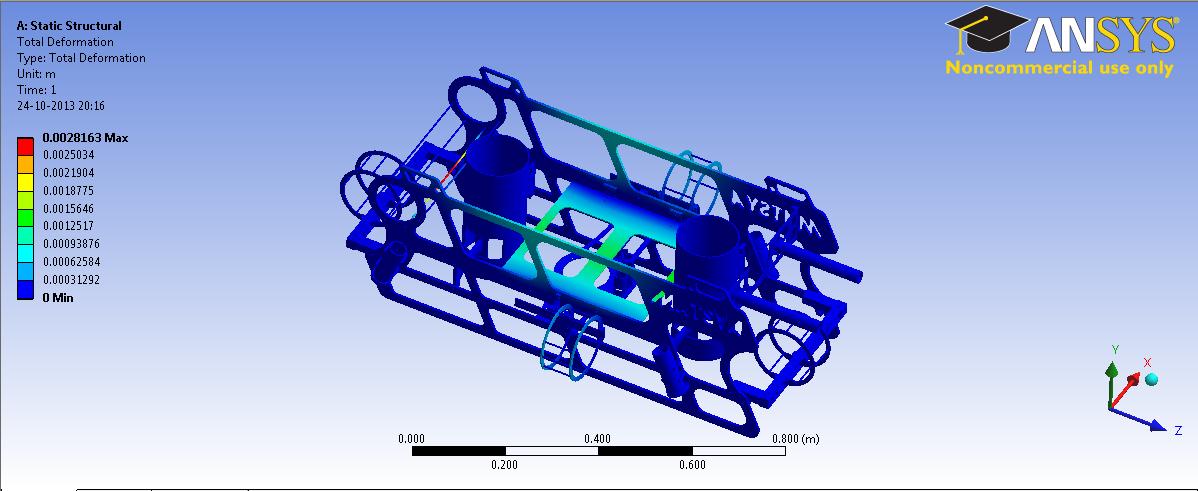 A: Static Structural
Total Deformation
Type: Total Deformation
Unit: m
Time: 1
24-10-2013 20:16
0.0028163 Max
0.0025034
0.0021904
0.0018775
0.0015646
0.0012517
0.00093876
0.00062584
0.00031292
0 Min
ANSYS
Noncommercial use only
0.000
0.400
0.800 (m)
0.200
0.600
Y
X
Z